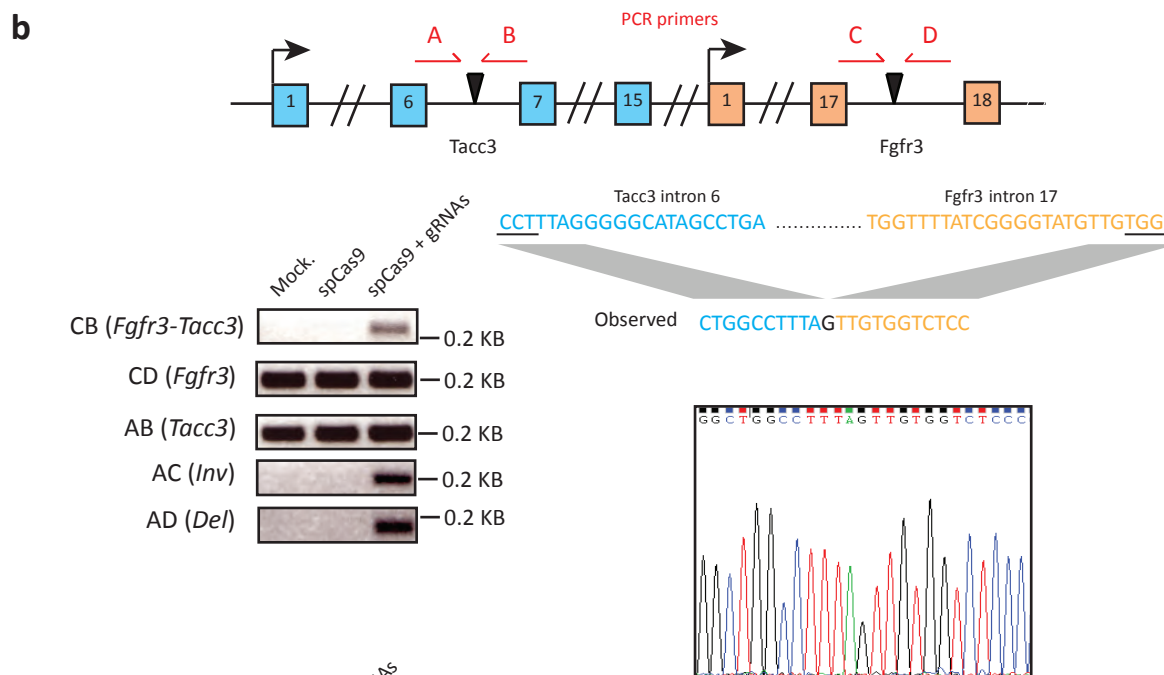 b
PCR primers
A B C D
1 6 7 15 1 17 18
Tacc3 Fgfr3
Tacc3 intron 6 Fgfr3 intron 17
CCTTTAGGGGGCATAGCCTGA ............... TGGTTTTATCGGGGTATGTTGTGG
Observed CTGGCCTTTAGTTGTGGTCTCC
Mock. spCas9 spCas9 + gRNAs
CB (Fgfr3-Tacc3) 0.2 KB
CD (Fgfr3) 0.2 KB
AB (Tacc3) 0.2 KB
AC (Inv) 0.2 KB
AD (Del) 0.2 KB
GGCTGGCCTTTAGTTGTGGTCTCCC